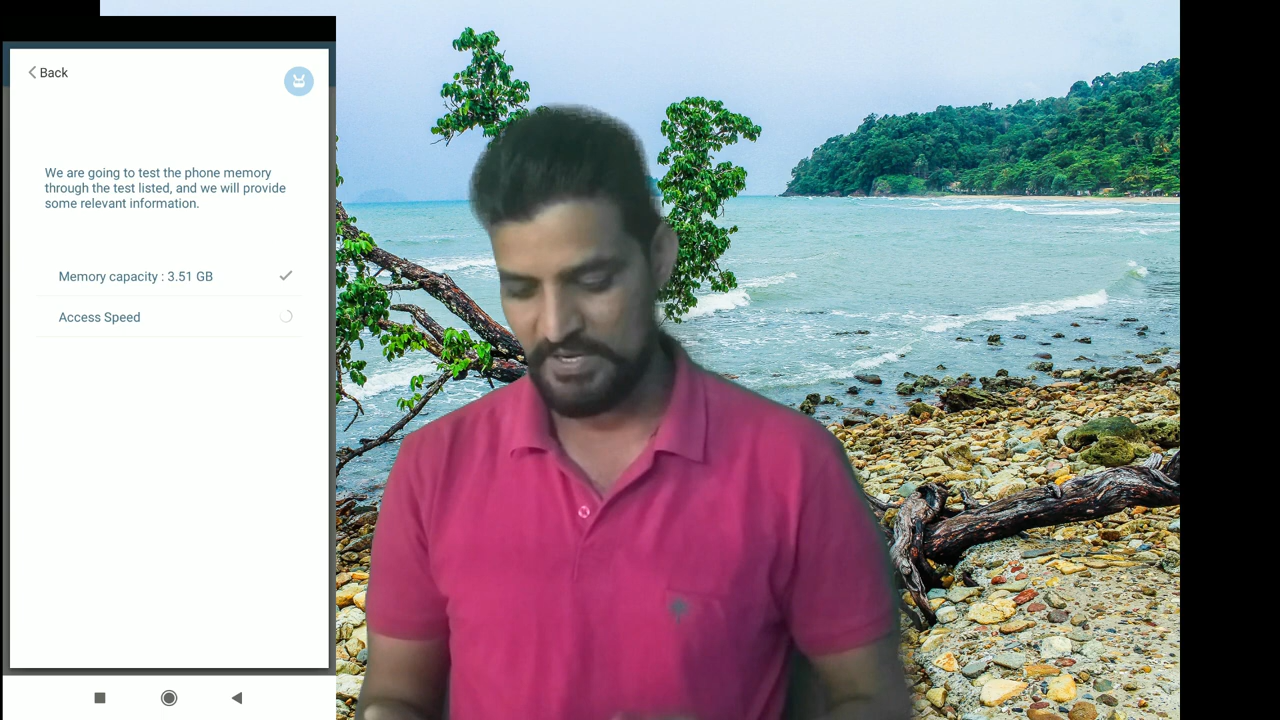 Back
We are going to test the phone memory
through the test listed, and we will provide
some relevant information.
Memory capacity : 3.51 GB
Access Speed